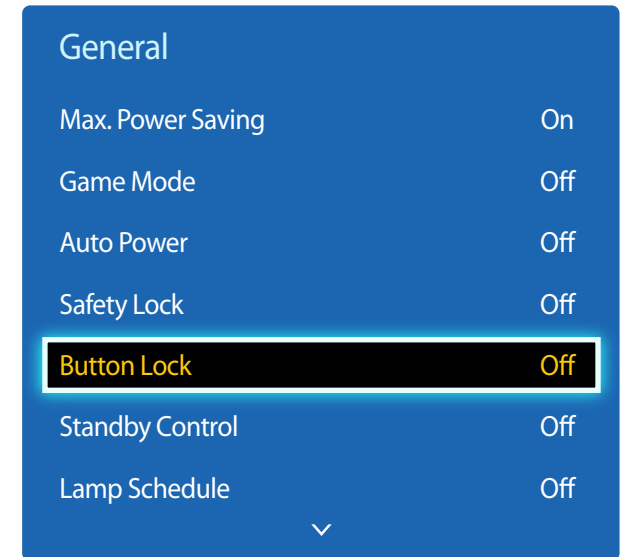 General
Max. Power Saving On
Game Mode Off
Auto Power Off
Safety Lock Off
Button Lock Off
Standby Control Off
Lamp Schedule Off